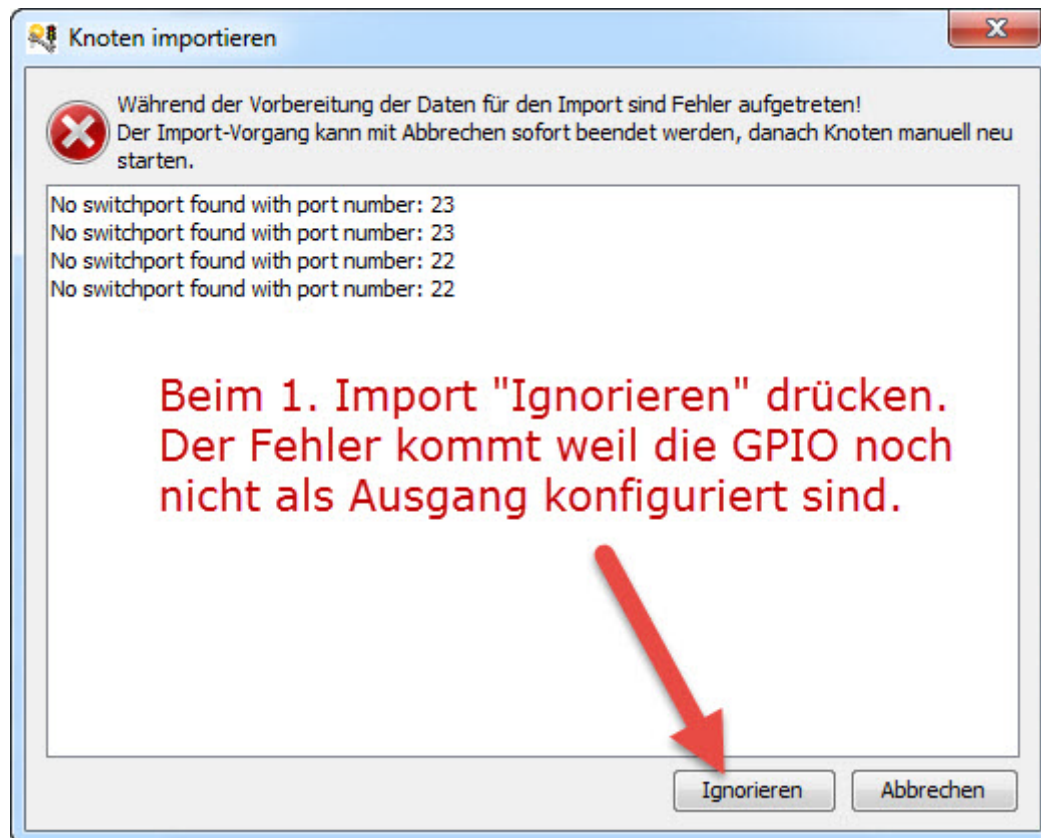 Knoten importieren
Während der Vorbereitung der Daten für den Import sind Fehler aufgetreten!
Der Import-Vorgang kann mit Abbrechen sofort beendet werden, danach Knoten manuell neu
starten.
No switchport found with port number: 23
No switchport found with port number: 23
No switchport found with port number: 22
No switchport found with port number: 22
Beim 1. Import "Ignorieren" drücken.
Der Fehler kommt weil die GPIO noch
nicht als Ausgang konfiguriert sind.
Ignorieren
Abbrechen